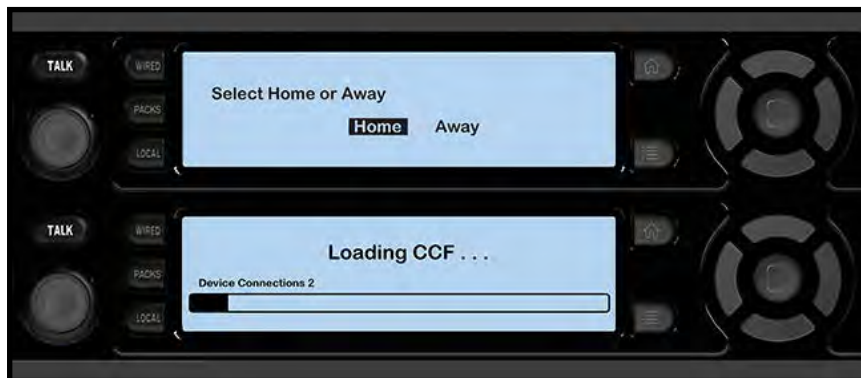 TALK
WIRED
PACKS
LOCAL
Select Home or Away
Home Away
TALK
WIRED
PACKS
LOCAL
Loading CCF . . .
Device Connections 2